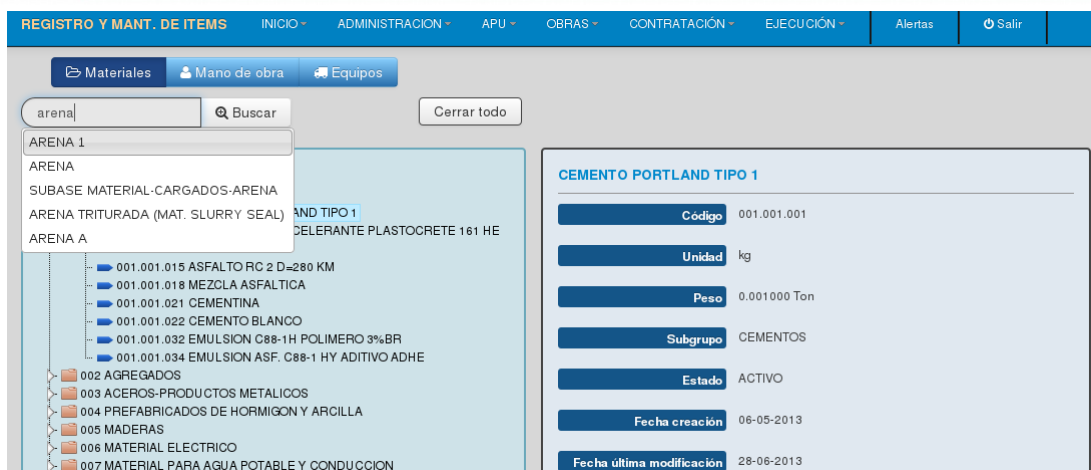 REGISTRO Y MANT. DE ITEMS INICIO ADMINISTRACION APU OBRAS CONTRATACIÓN EJECUCIÓN Alertas Salir
Materiales Mano de obra Equipos
arena Buscar Cerrar todo
ARENA 1
ARENA
SUBASE MATERIAL-CARGADOS-ARENA
ARENA TRITURADA (MAT. SLURRY SEAL)
ARENA A
AND TIPO 1
CELERANTE PLASTOCRETE 161 HE
001.001.015 ASFALTO RC 2 D=280 KM
001.001.018 MEZCLA ASFALTICA
001.001.021 CEMENTINA
001.001.022 CEMENTO BLANCO
001.001.032 EMULSION C88-1H POLIMERO 3%BR
001.001.034 EMULSION ASF. C88-1 HY ADITIVO ADHE
002 AGREGADOS
003 ACEROS-PRODUCTOS METALICOS
004 PREFABRICADOS DE HORMIGON Y ARCILLA
005 MADERAS
006 MATERIAL ELECTRICO
007 MATERIAL PARA AGUA POTABLE Y CONDUCCION
CEMENTO PORTLAND TIPO 1
Código 001.001.001
Unidad kg
Peso 0.001000 Ton
Subgrupo CEMENTOS
Estado ACTIVO
Fecha creación 06-05-2013
Fecha última modificación 28-06-2013